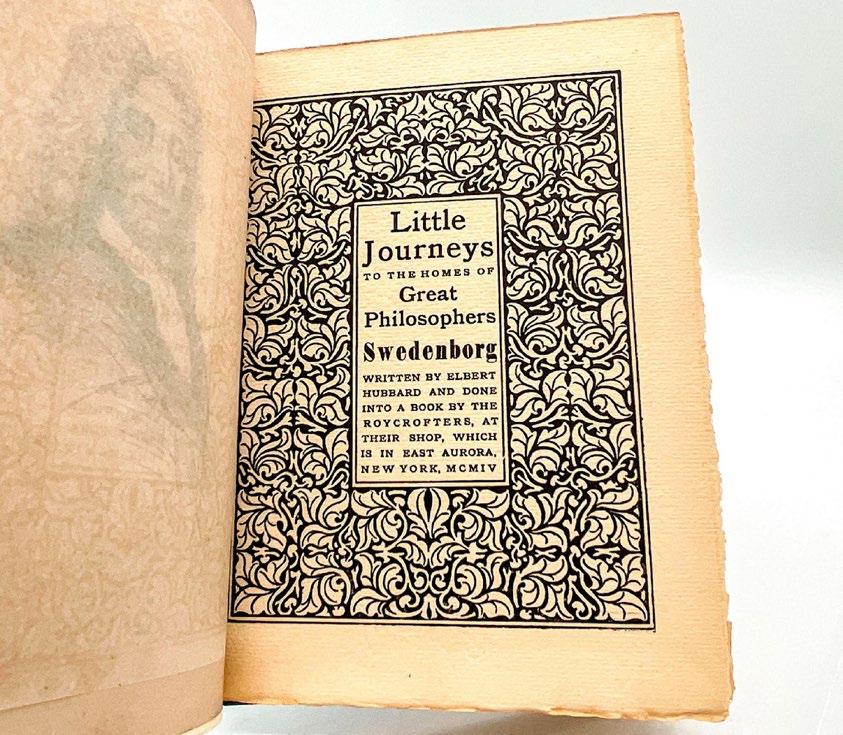 Little
Journeys
TO THE HOMES OF
Great
Philosophers
Swedenborg
WRITTEN BY ELBERT
HUBBARD AND DONE
INTO A BOOK BY THE
ROYCROFTERS, AT
THEIR SHOP, WHICH
IS IN EAST AURORA,
NEW YORK, MCMIV